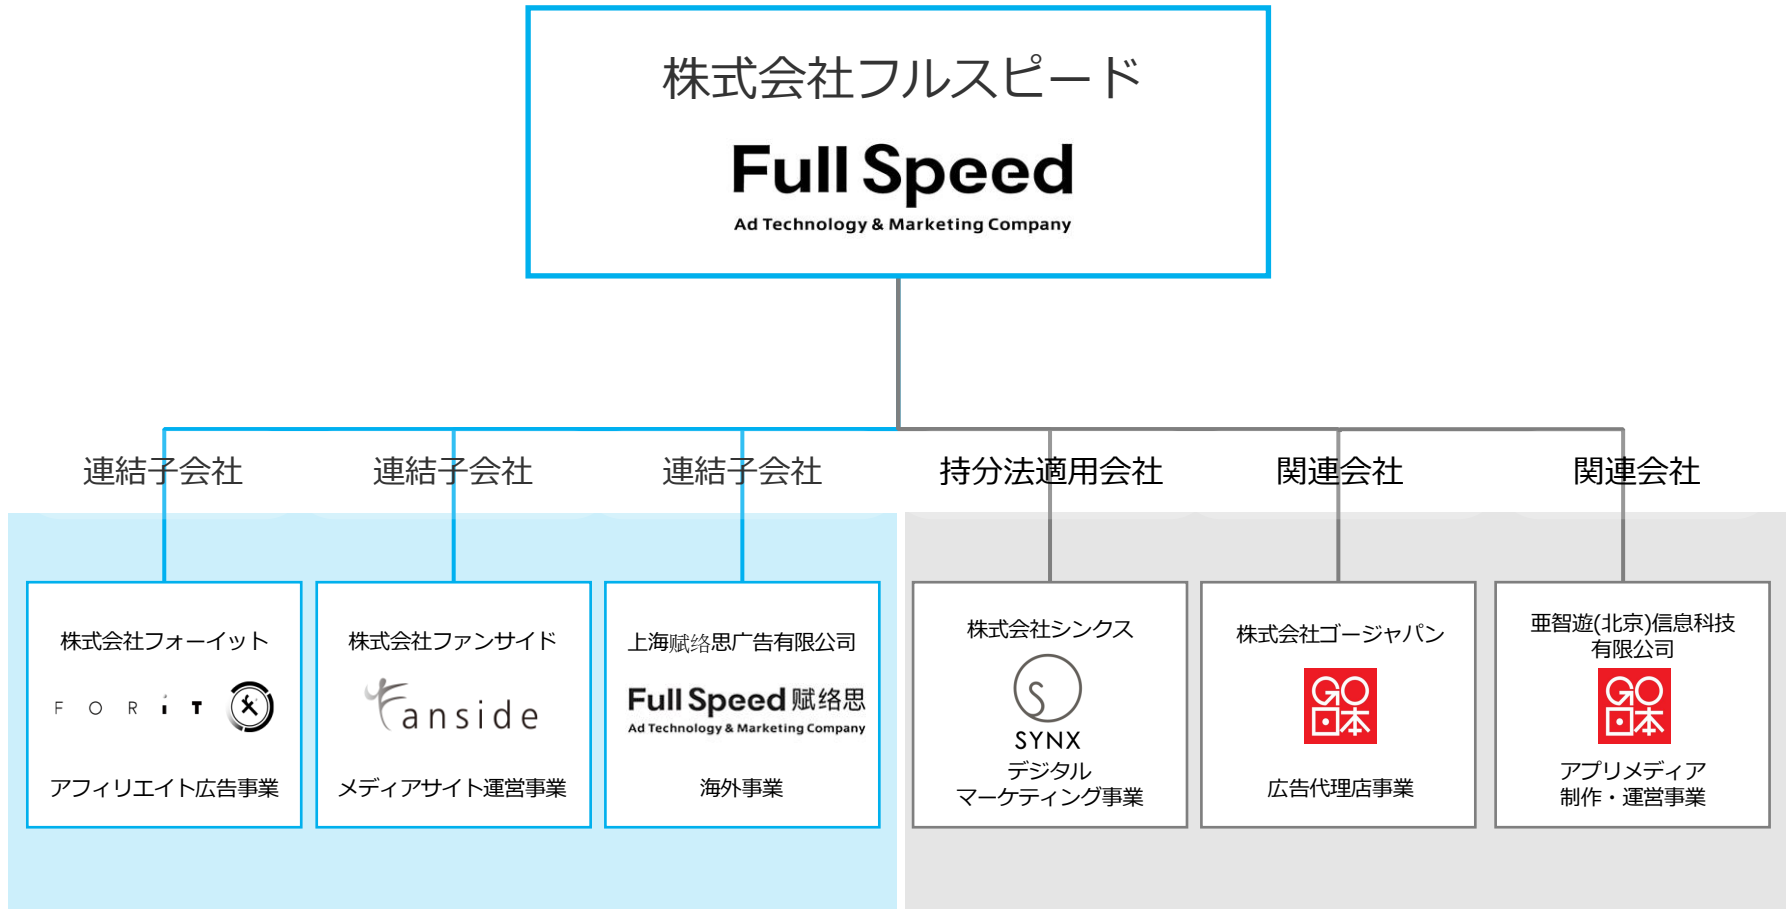 株式会社フルスピード
Full Speed
Ad Technology & Marketing Company
連結子会社
連結子会社
連結子会社
持分法適用会社
関連会社
関連会社
株式会社フォーイット
FORiT
アフィリエイト広告事業
株式会社ファンサイド
Fanside
メディアサイト運営事業
上海赋络思广告有限公司
Full Speed 赋络思
Ad Technology & Marketing Company
海外事業
株式会社シンクス
S
SYNX
デジタル
マーケティング事業
株式会社ゴージャパン
GO
日本
広告代理店事業
亜智遊(北京)信息科技
有限公司
GO
日本
アプリメディア
制作・運営事業